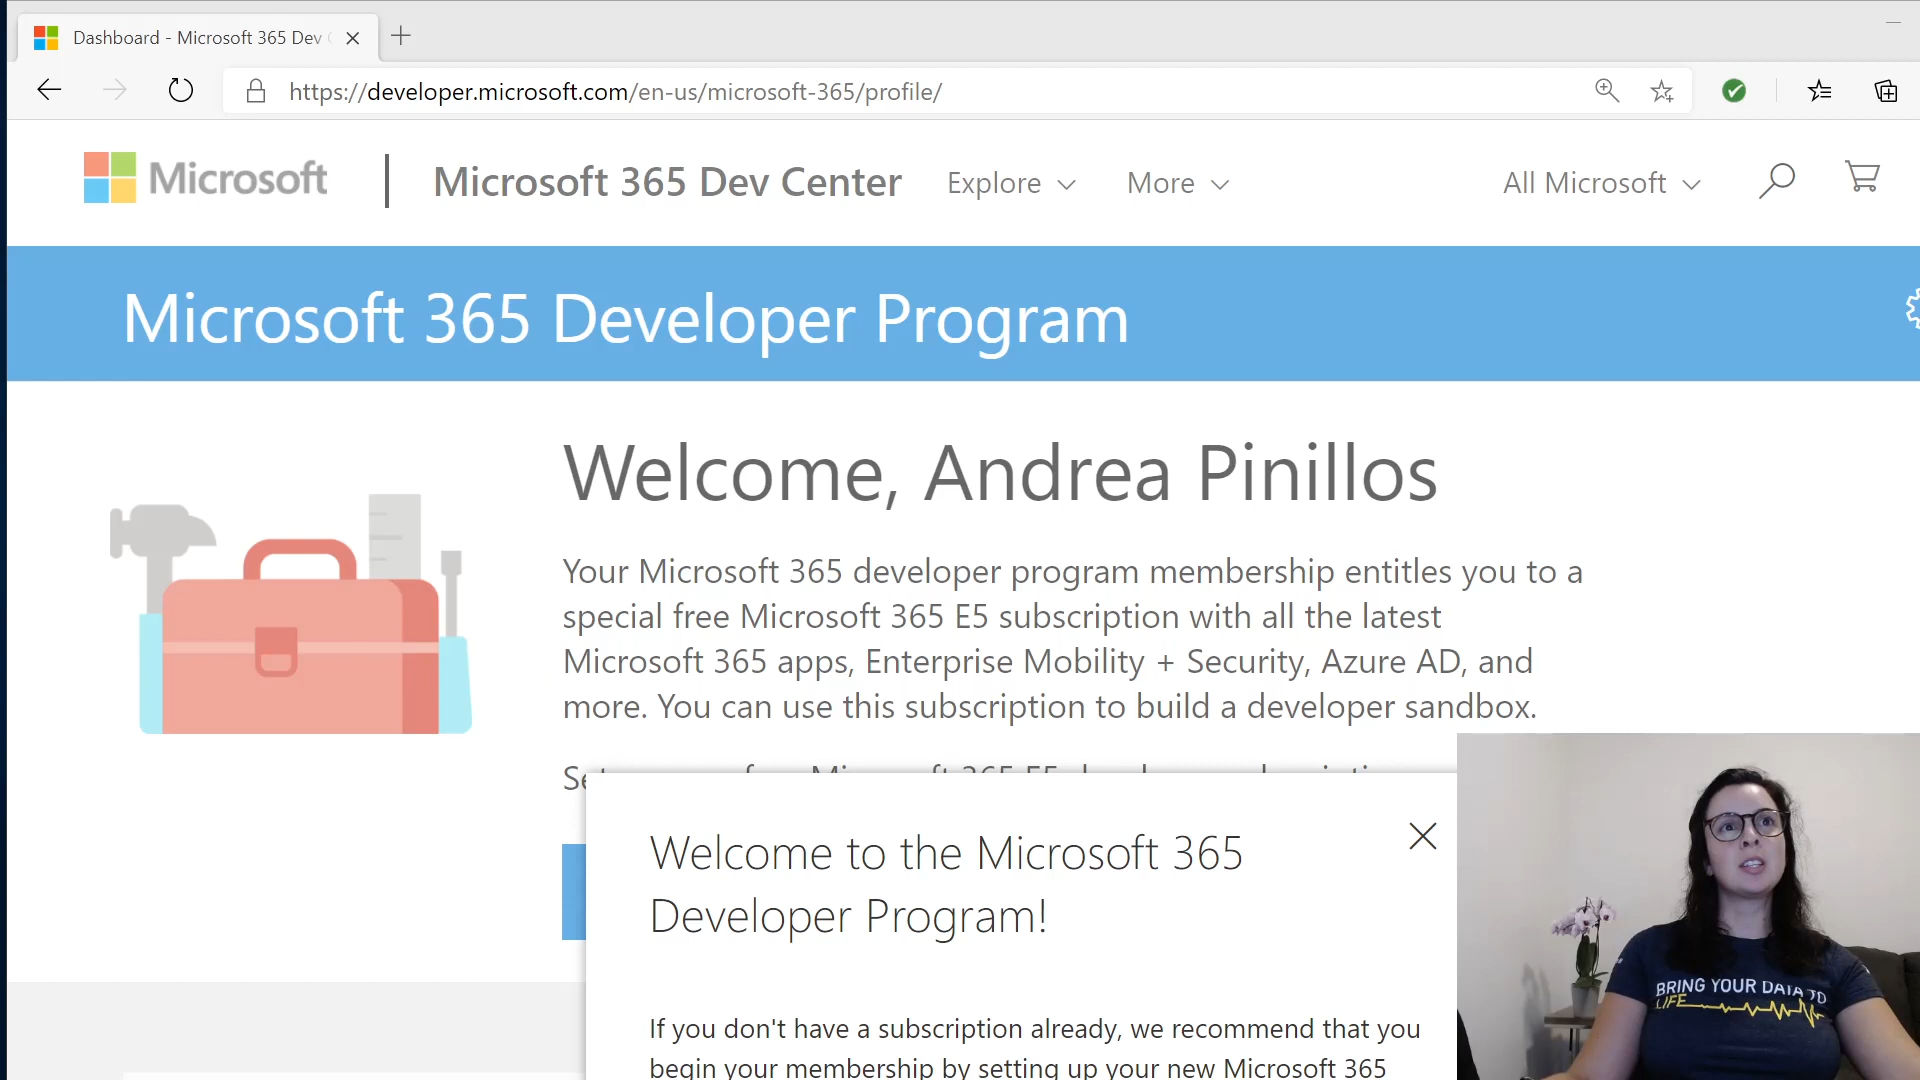 Dashboard - Microsoft 365 Dev
https://developer.microsoft.com/en-us/microsoft-365/profile/
Microsoft
Microsoft 365 Dev Center
Explore
More
All Microsoft
Microsoft 365 Developer Program
Welcome, Andrea Pinillos
Your Microsoft 365 developer program membership entitles you to a
special free Microsoft 365 E5 subscription with all the latest
Microsoft 365 apps, Enterprise Mobility + Security, Azure AD, and
more. You can use this subscription to build a developer sandbox.
Welcome to the Microsoft 365
Developer Program!
If you don't have a subscription already, we recommend that you
begin your membership by setting up your new Microsoft 365
BRING YOUR DATA TO
LIFE